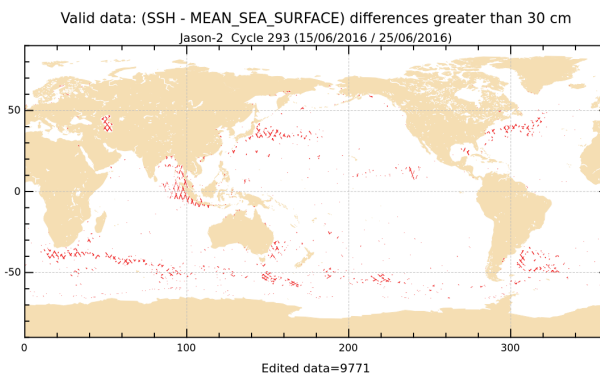 Valid data: (SSH - MEAN_SEA_SURFACE) differences greater than 30 cm
Jason-2 Cycle 293 (15/06/2016 / 25/06/2016)
50
0
-50
0 100 200 300
Edited data=9771